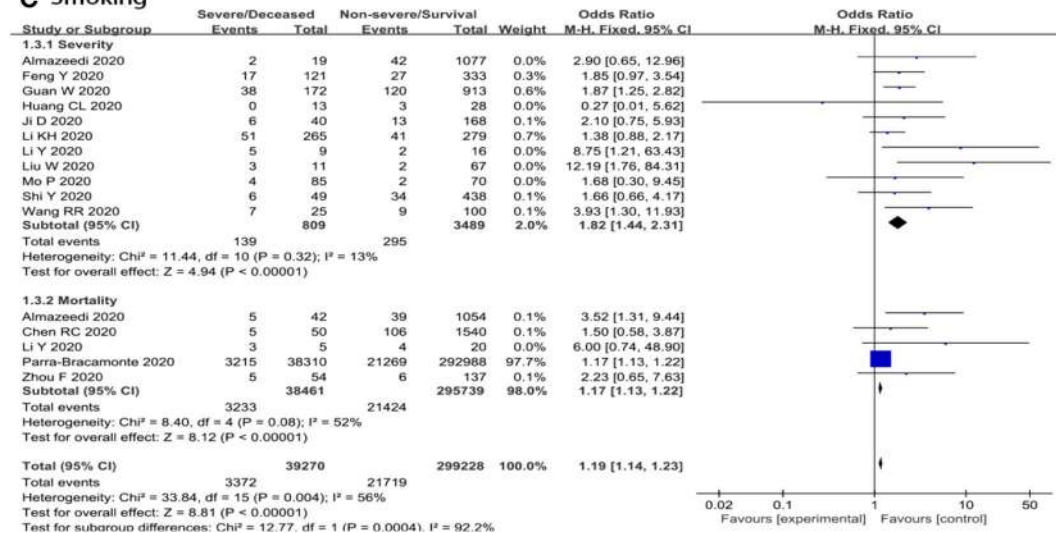 C Smoking
Severe/Deceased Non-severe/Survival Odds Ratio Odds Ratio
Study or Subgroup Events Total Events Total Weight M-H, Fixed, 95% CI M-H, Fixed, 95% CI
1.3.1 Severity
Almazeedi 2020 2 19 42 1077 0.0% 2.90 [0.65, 12.96]
Feng Y 2020 17 121 27 333 0.3% 1.85 [0.97, 3.54]
Guan W 2020 38 172 120 913 0.6% 1.87 [1.25, 2.82]
Huang CL 2020 0 13 3 28 0.0% 0.27 [0.01, 5.62]
Ji D 2020 6 40 13 168 0.1% 2.10 [0.75, 5.93]
Li KH 2020 51 265 41 279 0.7% 1.38 [0.88, 2.17]
Li Y 2020 5 9 2 16 0.0% 8.75 [1.21, 63.43]
Liu W 2020 3 11 2 67 0.0% 12.19 [1.76, 84.31]
Mo P 2020 4 85 2 70 0.0% 1.68 [0.30, 9.45]
Shi Y 2020 6 49 34 438 0.1% 1.66 [0.66, 4.17]
Wang RR 2020 7 25 9 100 0.0% 3.93 [1.30, 11.93]
Subtotal (95% CI) 809 3489 2.0% 1.82 [1.44, 2.31]
Total events 139 295
Heterogeneity: Chi² = 11.44, df = 10 (P = 0.32); I² = 13%
Test for overall effect: Z = 4.94 (P < 0.00001)
1.3.2 Mortality
Almazeedi 2020 5 42 39 1054 0.1% 3.52 [1.31, 9.44]
Chen RC 2020 5 50 106 1540 0.1% 1.50 [0.58, 3.87]
Li Y 2020 3 5 4 20 0.0% 6.00 [0.74, 48.90]
Parra-Bracamonte 2020 3215 38310 21269 292988 97.7% 1.17 [1.13, 1.22]
Zhou F 2020 5 54 6 137 0.1% 2.23 [0.65, 7.63]
Subtotal (95% CI) 38461 295739 98.0% 1.17 [1.13, 1.22]
Total events 3233 21424
Heterogeneity: Chi² = 8.40, df = 4 (P = 0.08); I² = 52%
Test for overall effect: Z = 8.12 (P < 0.00001)
Total (95% CI) 39270 299228 100.0% 1.19 [1.14, 1.23]
Total events 3372 21719
Heterogeneity: Chi² = 33.84, df = 15 (P = 0.004); I² = 56%
Test for overall effect: Z = 8.81 (P < 0.00001)
Test for subgroup differences: Chi² = 12.77, df = 1 (P = 0.0004), I² = 92.2%
0.02 0.1 1 10 50
Favours [experimental] Favours [control]